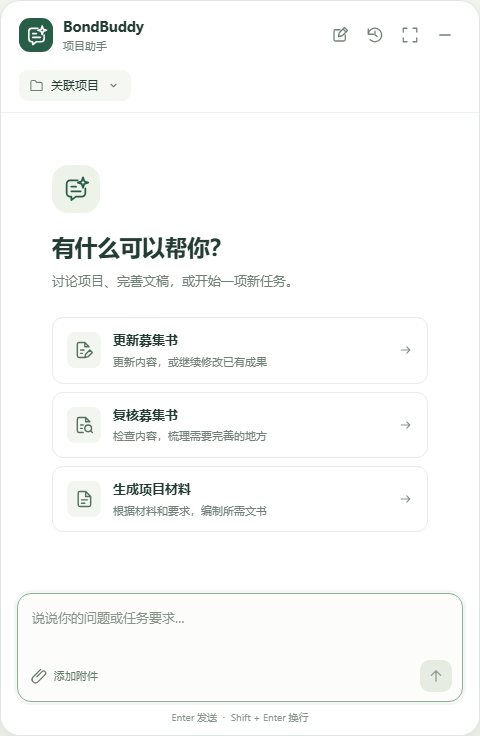 BondBuddy
项目助手
关联项目
有什么可以帮你？
讨论项目、完善文稿，或开始一项新任务。
更新募集书
更新内容，或继续修改已有成果
复核募集书
检查内容，梳理需要完善的地方
生成项目材料
根据材料和要求，编制所需文书
说说你的问题或任务要求...
添加附件
Enter 发送 · Shift + Enter 换行